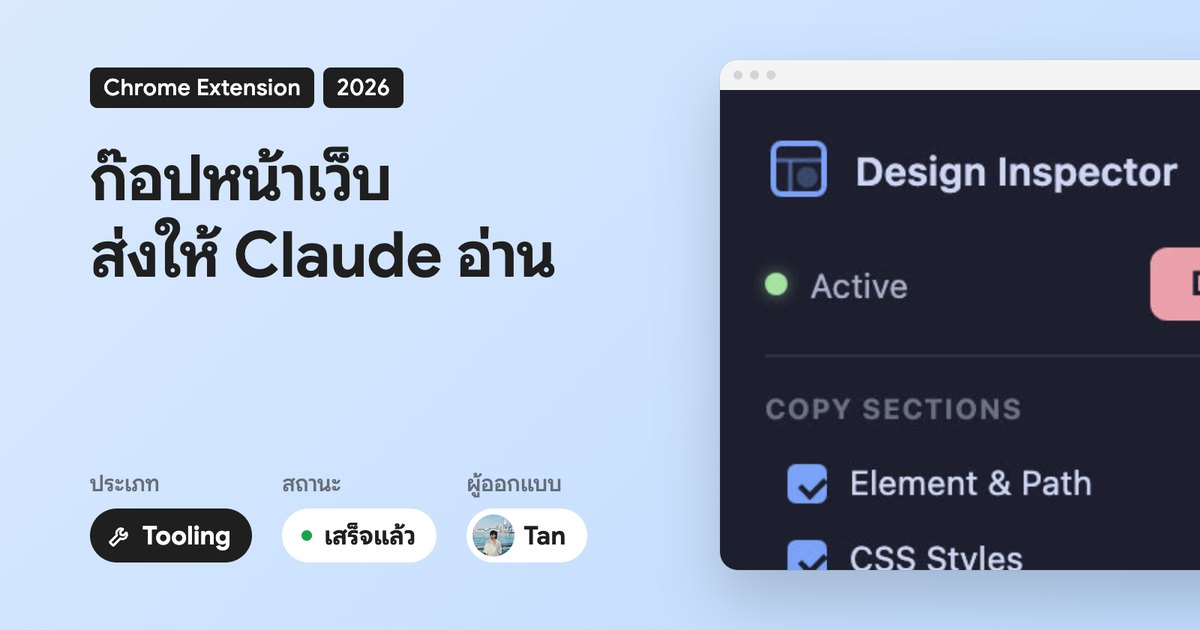 Chrome Extension
2026
ก๊อปหน้าเว็บ
ส่งให้ Claude อ่าน
ประเภท
Tooling
สถานะ
เสร็จแล้ว
ผู้ออกแบบ
Tan
Design Inspector
Active
COPY SECTIONS
Element & Path
CSS Styles